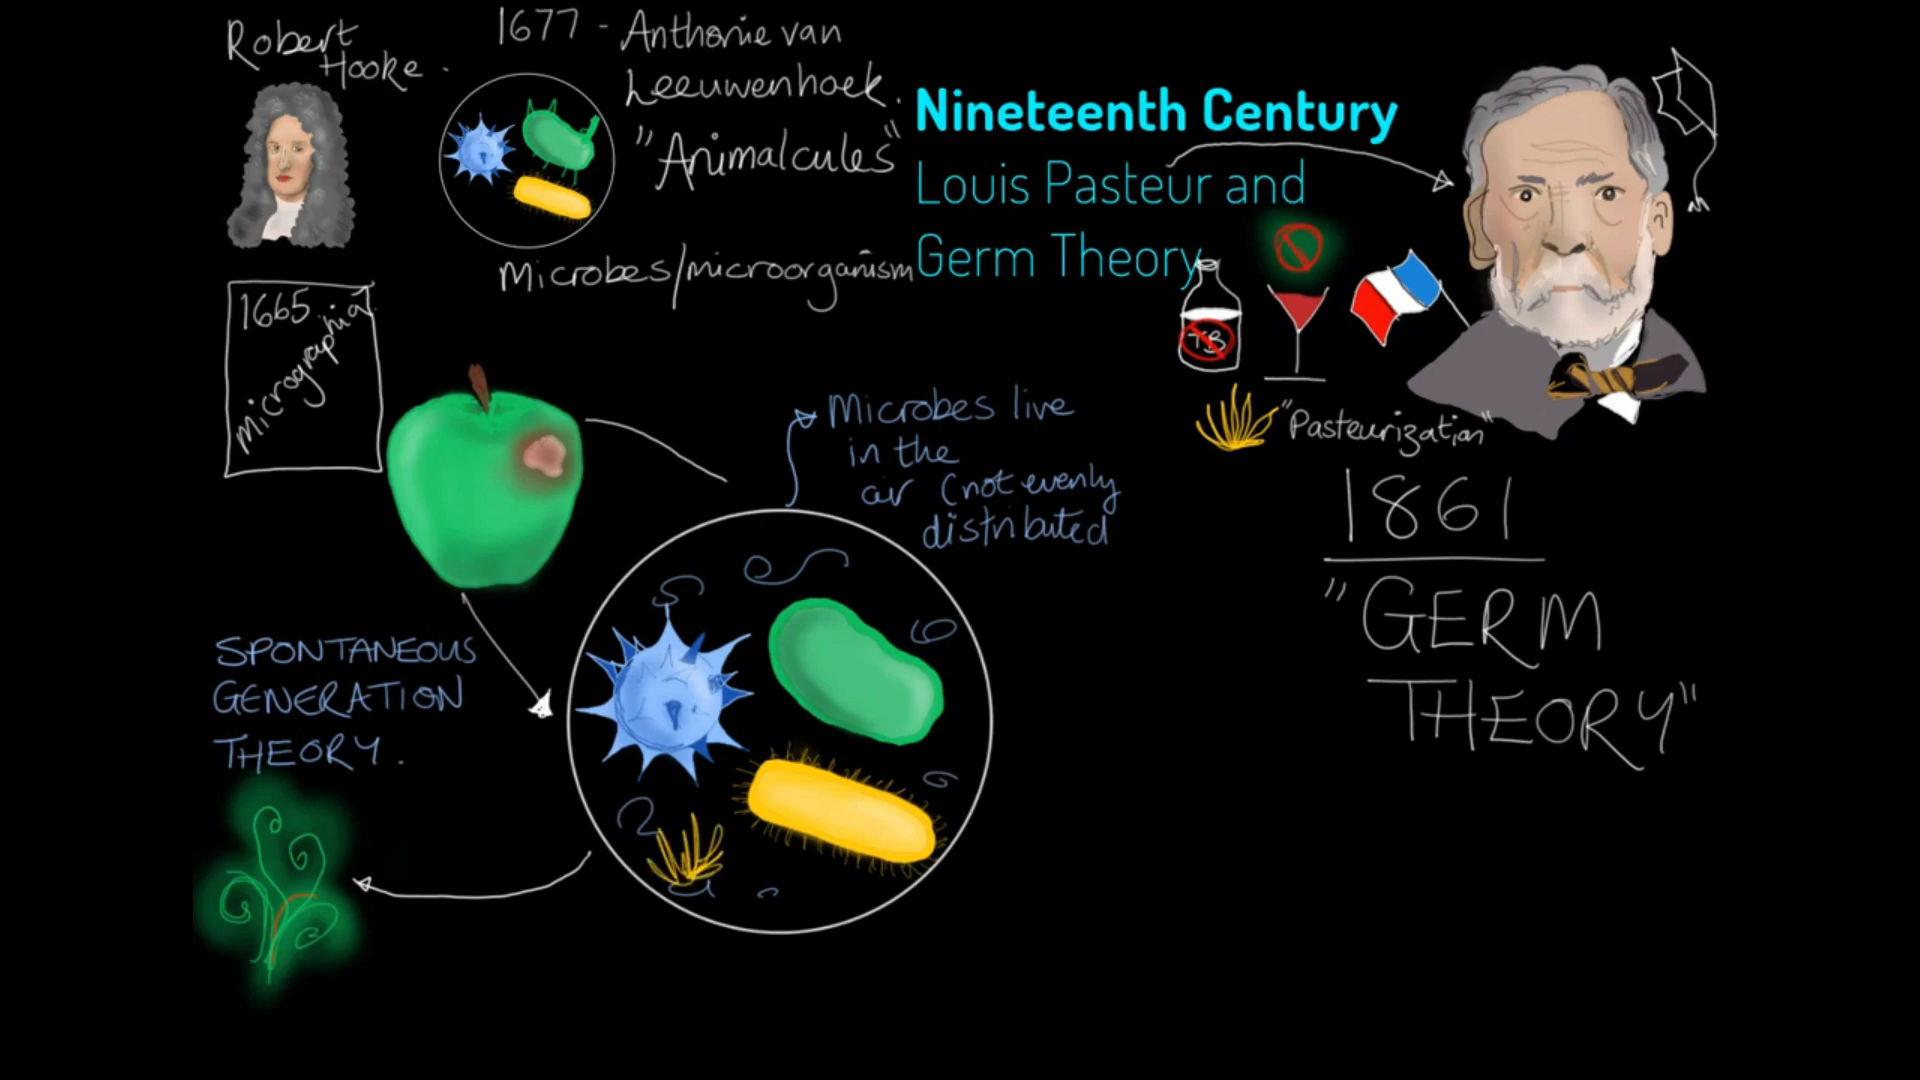 Robert
Hooke.
1677 - Anthonie van
Leeuwenhoek.
"Animalcules"
Microbes/microorganism
1665
Micrographia
Nineteenth Century
Louis Pasteur and
Germ Theory
TB
"Pasteurization"
1861
"GERM
THEORY"
Microbes live
in the
air (not evenly
distributed
SPONTANEOUS
GENERATION
THEORY.